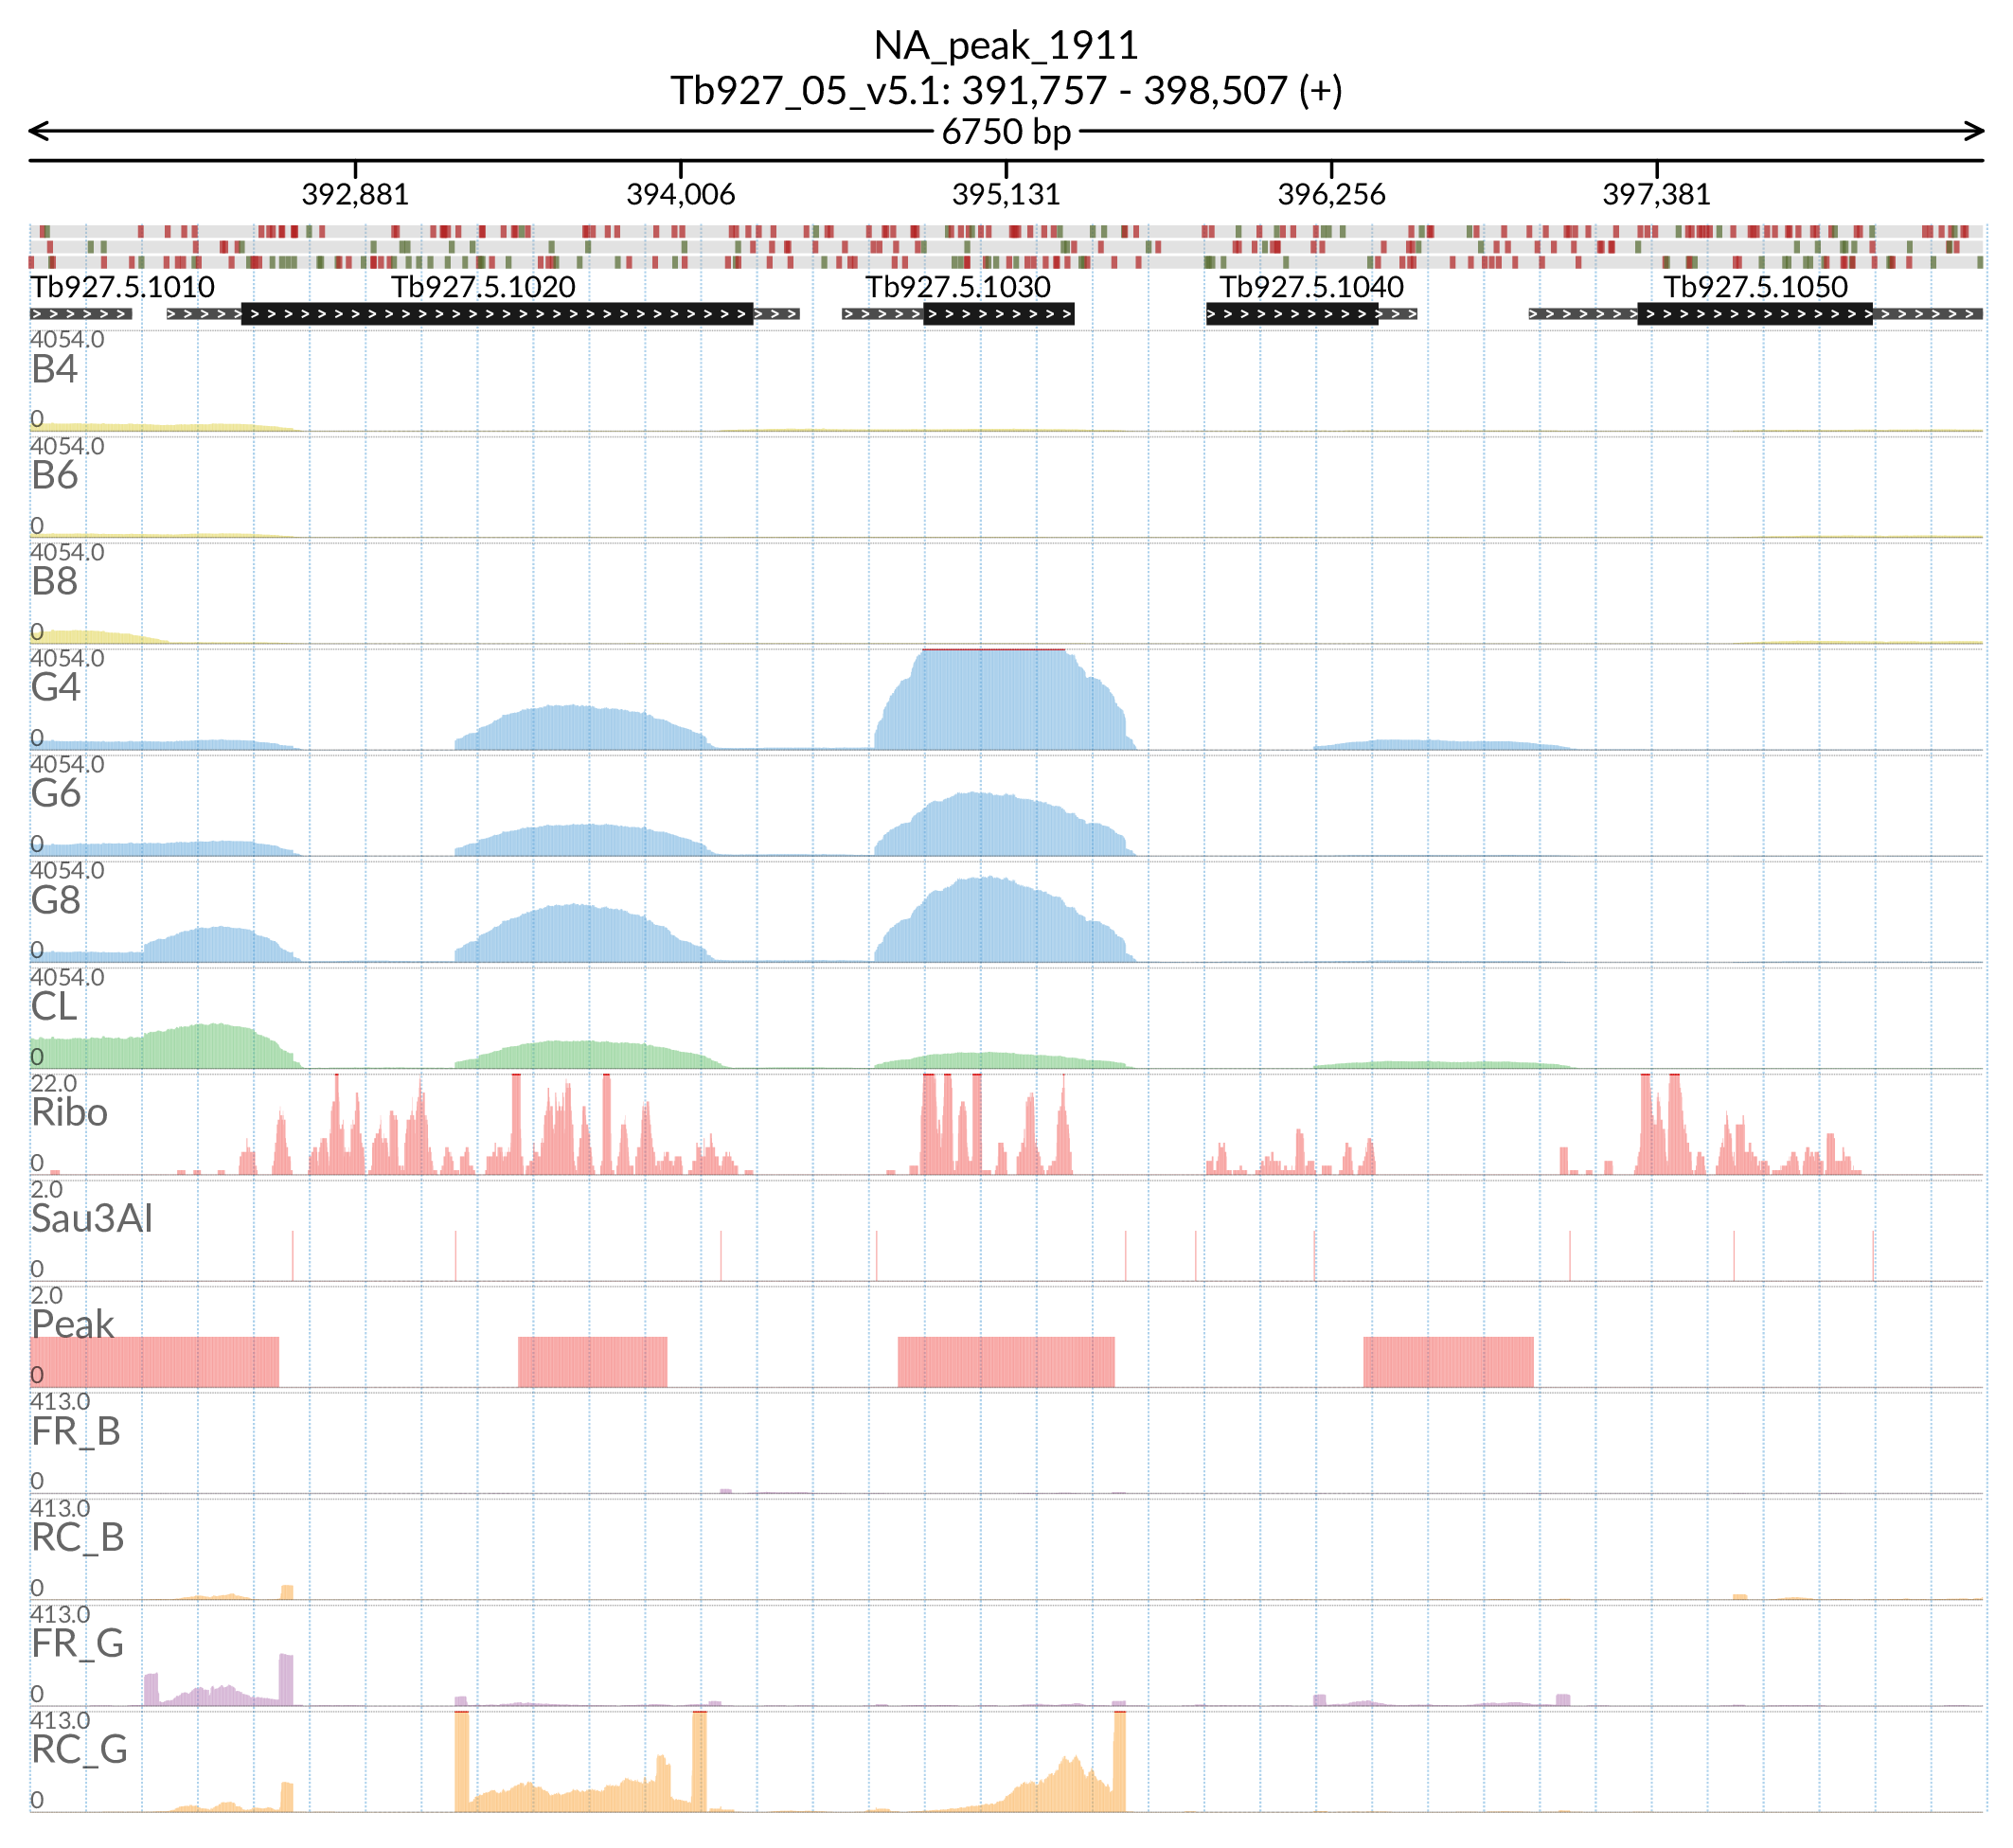 NA_peak_1911
Tb927_05_v5.1: 391,757 - 398,507 (+)
6750 bp
392,881 394,006 395,131 396,256 397,381
Tb927.5.1010 Tb927.5.1020 Tb927.5.1030 Tb927.5.1040 Tb927.5.1050
4054.0
B4
0
4054.0
B6
0
4054.0
B8
0
4054.0
G4
0
4054.0
G6
0
4054.0
G8
0
4054.0
CL
0
22.0
Ribo
0
2.0
Sau3AI
0
2.0
Peak
0
413.0
FR_B
0
413.0
RC_B
0
413.0
FR_G
0
413.0
RC_G
0